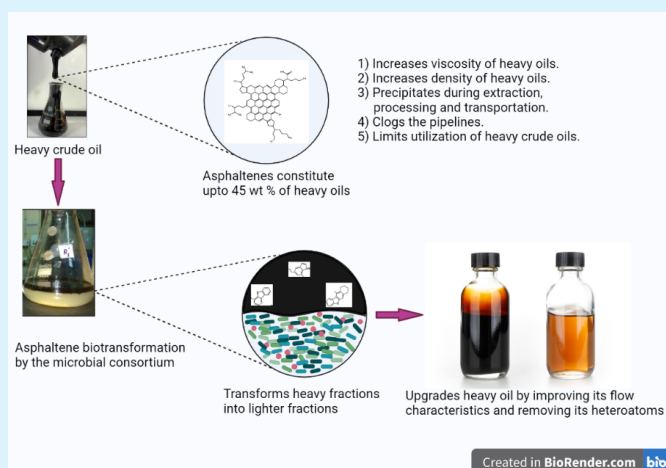 1) Increases viscosity of heavy oils.
2) Increases density of heavy oils.
3) Precipitates during extraction,
processing and transportation.
4) Clogs the pipelines.
5) Limits utilization of heavy crude oils.
Heavy crude oil
Asphaltenes constitute
upto 45 wt % of heavy oils
Asphaltene biotransformation
by the microbial consortium
Transforms heavy fractions
into lighter fractions
Upgrades heavy oil by improving its flow
characteristics and removing its heteroatoms
Created in BioRender.com bio